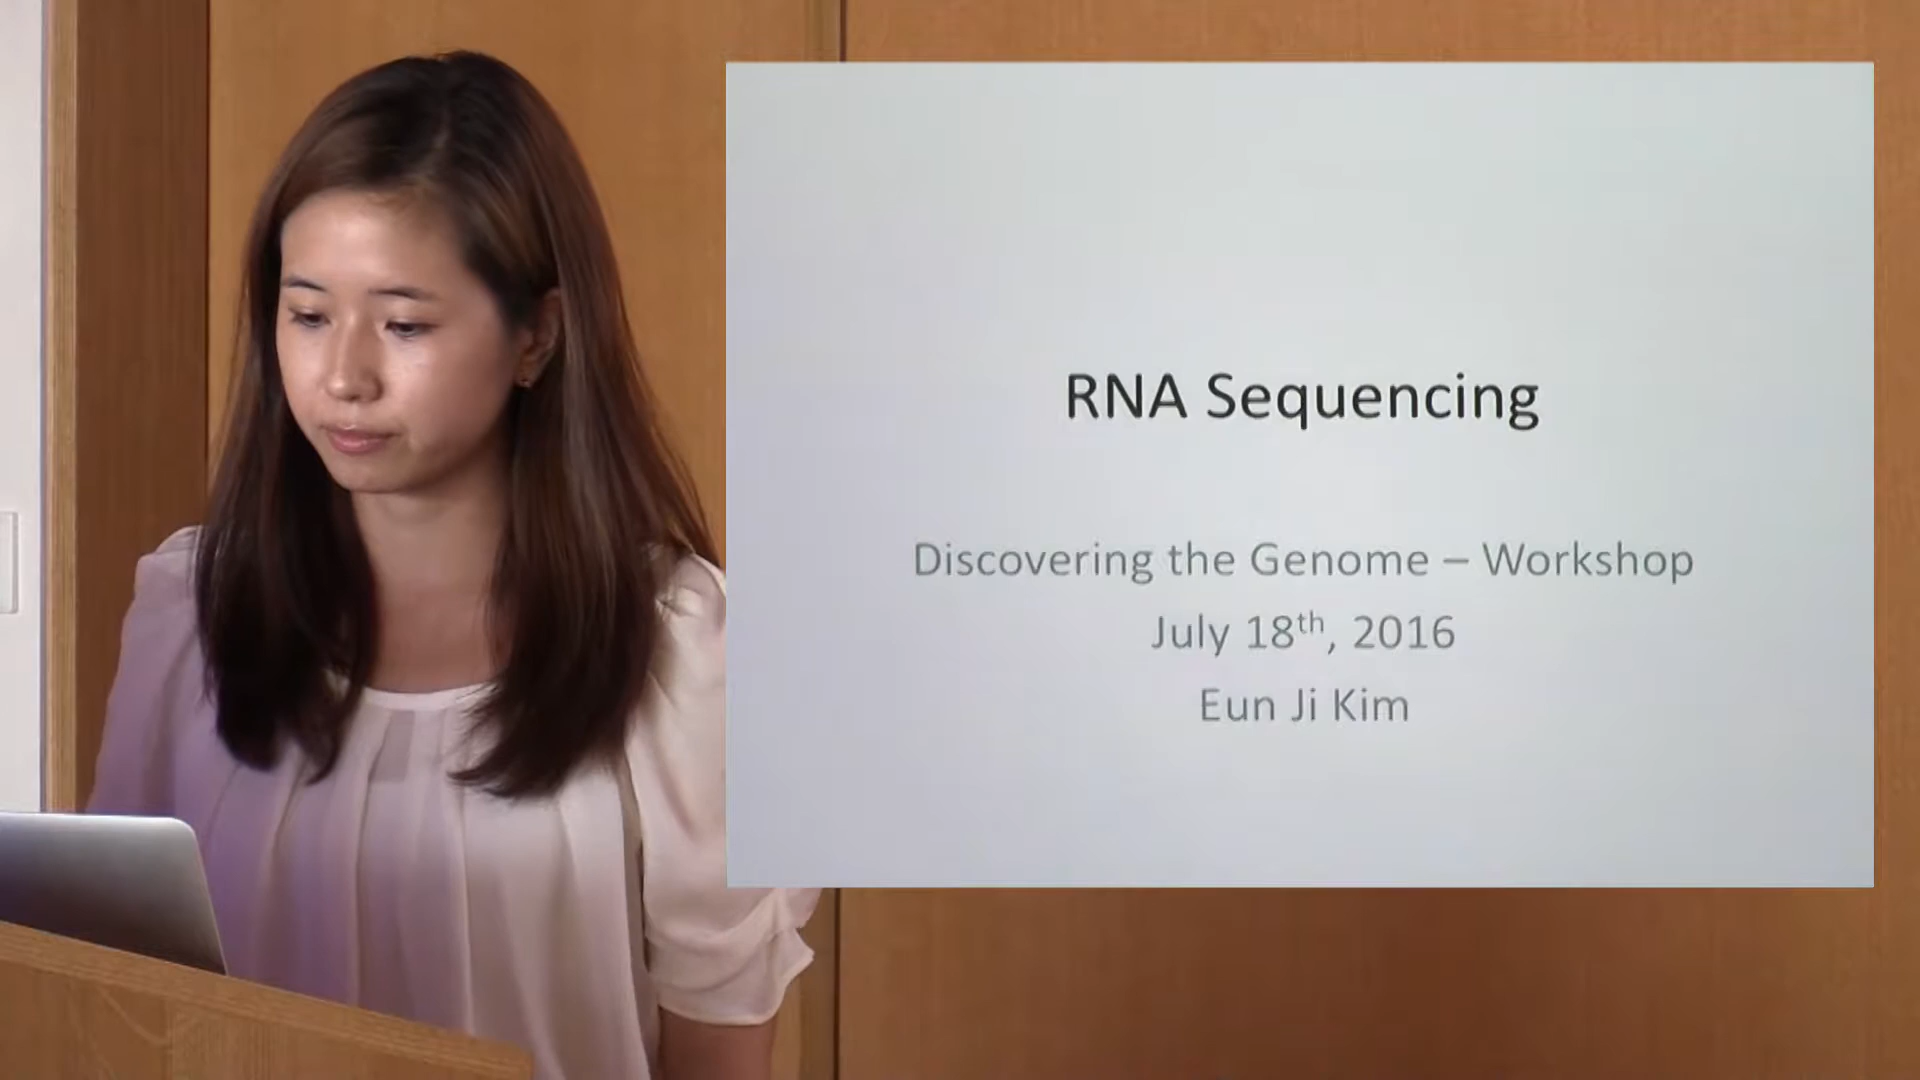 RNA Sequencing
Discovering the Genome – Workshop
July 18th, 2016
Eun Ji Kim